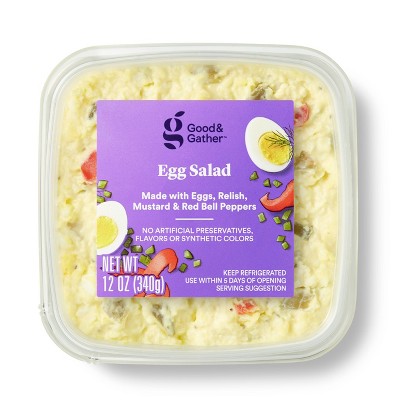 Good&
Gather™
Egg Salad
Made with Eggs, Relish,
Mustard & Red Bell Peppers
NO ARTIFICIAL PRESERVATIVES,
FLAVORS OR SYNTHETIC COLORS
NET WT
12 OZ (340g)
KEEP REFRIGERATED
USE WITHIN 5 DAYS OF OPENING
SERVING SUGGESTION